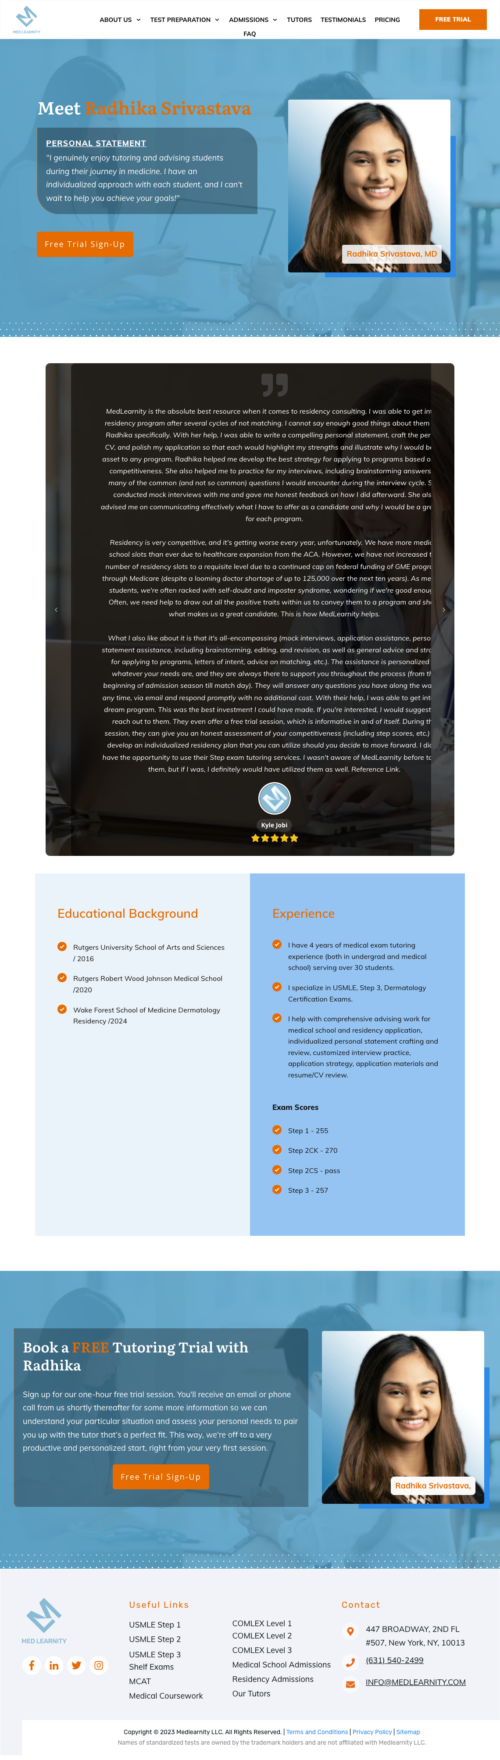 MEDLEARNITY
ABOUT US
TEST PREPARATION
ADMISSIONS
TUTORS
TESTIMONIALS
PRICING
FAQ
FREE TRIAL
Meet Radhika Srivastava
PERSONAL STATEMENT
"I genuinely enjoy tutoring and advising students
during their journey in medicine. I have an
individualized approach with each student, and I can't
wait to help you achieve your goals!"
Free Trial Sign-Up
Radhika Srivastava, MD
MedLearnity is the absolute best resource when it comes to residency consulting. I was able to get int
residency program after several cycles of not matching. I cannot say enough good things about them
Radhika specifically. With her help, I was able to write a compelling personal statement, craft the per
CV, and polish my application so that each would highlight my strengths and illustrate why I would be
asset to any program. Radhika helped me develop the best strategy for applying to programs based o
competitiveness. She also helped me to practice for my interviews, including brainstorming answers
many of the common (and not so common) questions I would encounter during the interview cycle. S
conducted mock interviews with me and gave me honest feedback on how I did afterward. She als
advised me on communicating effectively what I have to offer as a candidate and why I would be a gre
for each program.
Residency is very competitive, and it's getting worse every year, unfortunately. We have more medic
school slots than ever due to healthcare expansion from the ACA. However, we have not increased t
number of residency slots to a requisite level due to a continued cap on federal funding of GME progr
through Medicare (despite a looming doctor shortage of up to 125,000 over the next ten years). As me
students, we're often racked with self-doubt and imposter syndrome, wondering if we're good enoug
Often, we need help to draw out all the positive traits within us to convey them to a program and sho
what makes us a great candidate. This is how MedLearnity helps.
What I also like about it is that it's all-encompassing (mock interviews, application assistance, perso
statement assistance, including brainstorming, editing, and revision, as well as general advice and stra
for applying to programs, letters of intent, advice on matching, etc.). The assistance is personalized
whatever your needs are, and they are always there to support you throughout the process (from th
beginning of admission season till match day). They will answer any questions you have along the wa
any time, via email and respond promptly with no additional cost. With their help, I was able to get int
dream program. This was the best investment I could have made. If you're interested, I would suggest
reach out to them. They even offer a free trial session, which is informative in and of itself. During th
session, they can give you an honest assessment of your competitiveness (including step scores, etc.)
develop an individualized residency plan that you can utilize should you decide to move forward. I did
have the opportunity to use their Step exam tutoring services. I wasn't aware of MedLearnity before to
them, but if I was, I definitely would have utilized them as well. Reference Link.
Kyle Jobi
Educational Background
Rutgers University School of Arts and Sciences
/ 2016
Rutgers Robert Wood Johnson Medical School
/2020
Wake Forest School of Medicine Dermatology
Residency /2024
Experience
I have 4 years of medical exam tutoring
experience (both in undergrad and medical
school) serving over 30 students.
I specialize in USMLE, Step 3, Dermatology
Certification Exams.
I help with comprehensive advising work for
medical school and residency application,
individualized personal statement crafting and
review, customized interview practice,
application strategy, application materials and
resume/CV review.
Exam Scores
Step 1 - 255
Step 2CK - 270
Step 2CS - pass
Step 3 - 257
Book a FREE Tutoring Trial with
Radhika
Sign up for our one-hour free trial session. You'll receive an email or phone
call from us shortly thereafter for some more information so we can
understand your particular situation and assess your personal needs to pair
you up with the tutor that's a perfect fit. This way, we're off to a very
productive and personalized start, right from your very first session.
Free Trial Sign-Up
Radhika Srivastava,
MED LEARNITY
Useful Links
USMLE Step 1
USMLE Step 2
USMLE Step 3
Shelf Exams
MCAT
Medical Coursework
COMLEX Level 1
COMLEX Level 2
COMLEX Level 3
Medical School Admissions
Residency Admissions
Our Tutors
Contact
447 BROADWAY, 2ND FL
#507, New York, NY, 10013
(631) 540-2499
INFO@MEDLEARNITY.COM
Copyright © 2023 Medlearnity LLC. All Rights Reserved. | Terms and Conditions | Privacy Policy | Sitemap
Names of standardized tests are owned by the trademark holders and are not affiliated with Medlearnity LLC.